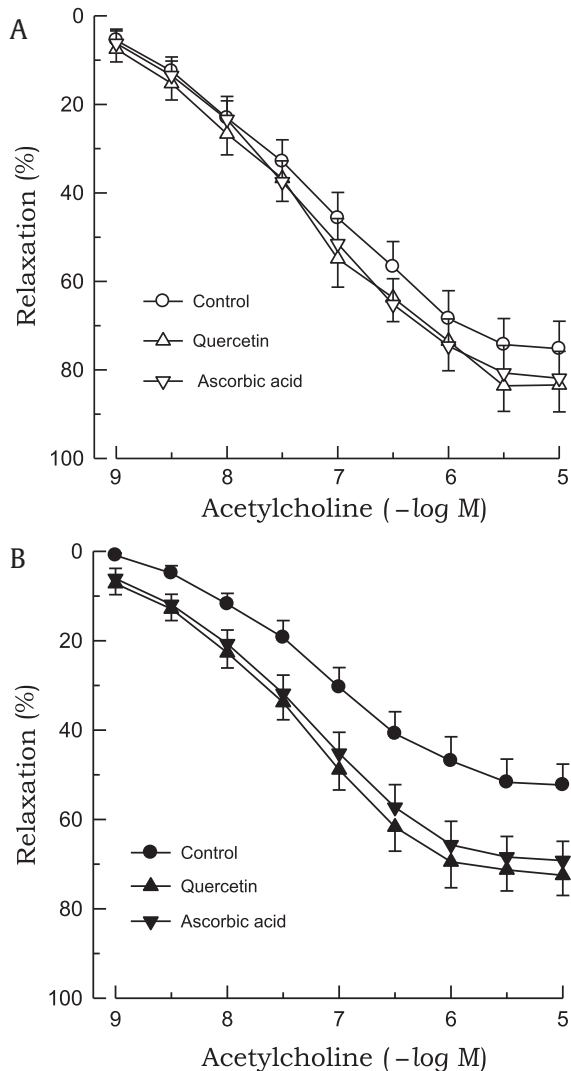 A
0
20
40
60
80
100
Relaxation (%)
Control
Quercetin
Ascorbic acid
9 8 7 6 5
Acetylcholine (−log M)
B
0
20
40
60
80
100
Relaxation (%)
Control
Quercetin
Ascorbic acid
9 8 7 6 5
Acetylcholine (−log M)